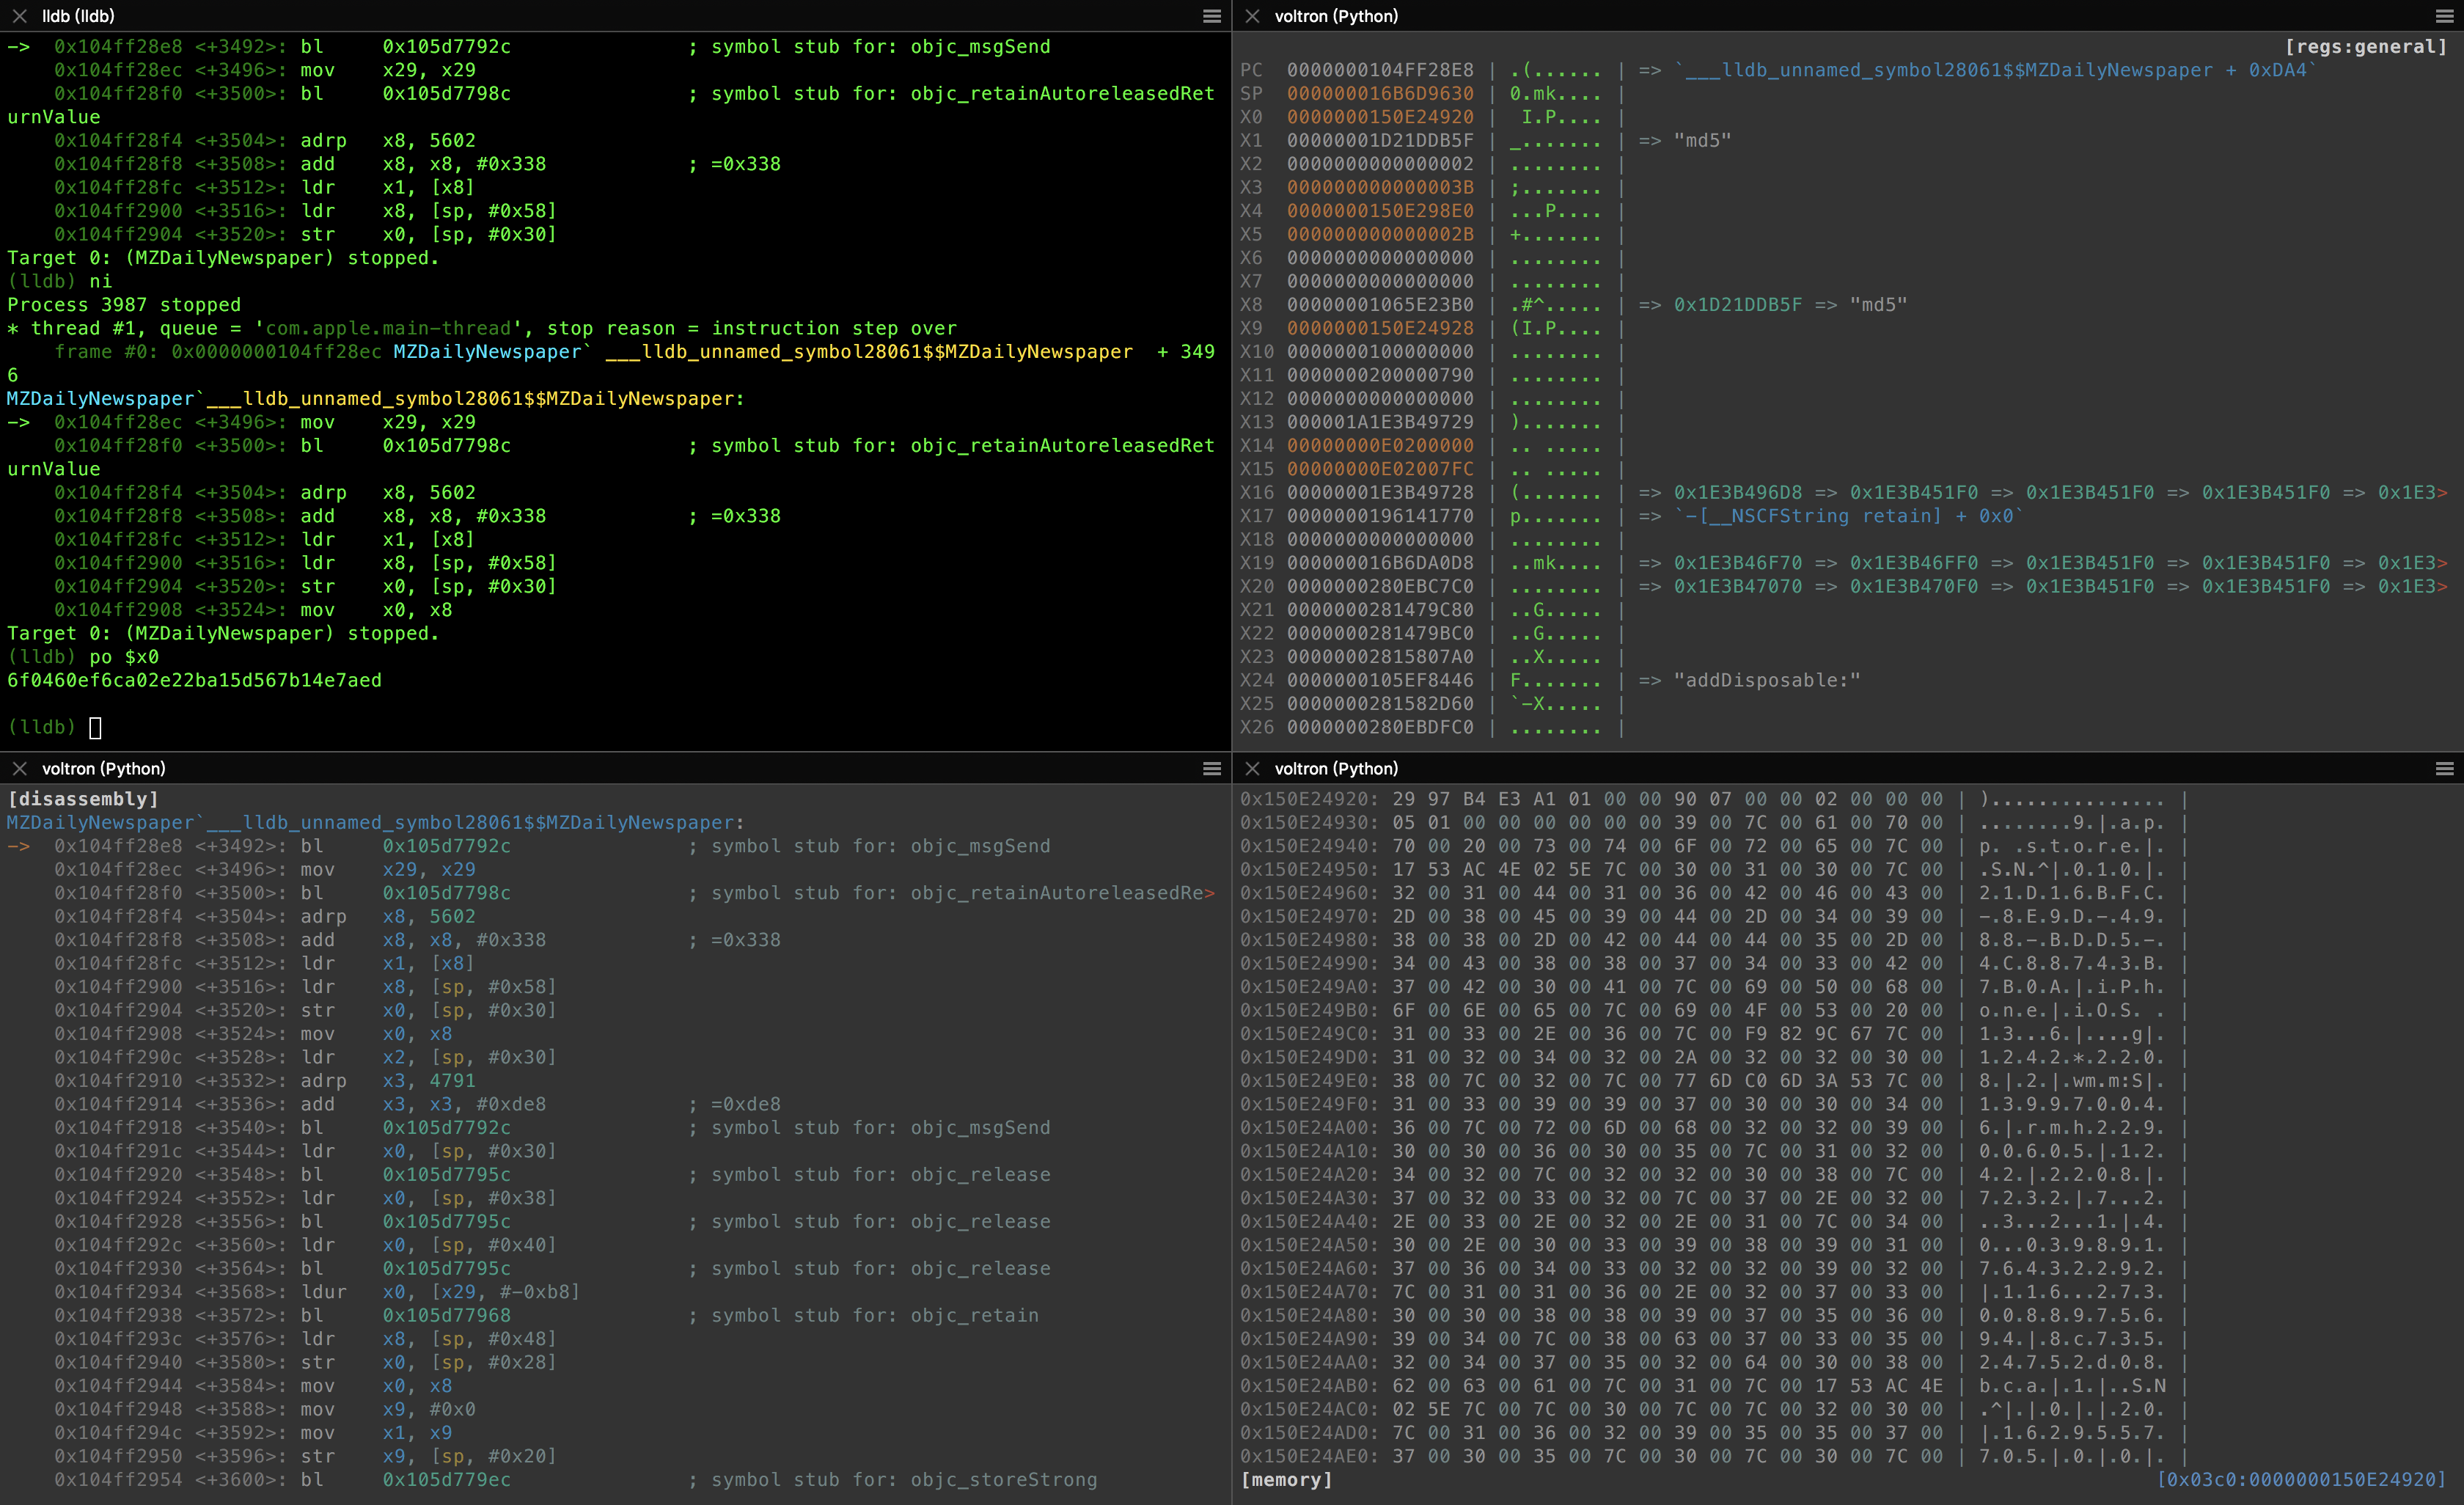 lldb (lldb)
->  0x104ff28e8 <+3492>: bl     0x105d7792c               ; symbol stub for: objc_msgSend
    0x104ff28ec <+3496>: mov    x29, x29
    0x104ff28f0 <+3500>: bl     0x105d7798c               ; symbol stub for: objc_retainAutoreleasedRet
urnValue
    0x104ff28f4 <+3504>: adrp   x8, 5602
    0x104ff28f8 <+3508>: add    x8, x8, #0x338            ; =0x338
    0x104ff28fc <+3512>: ldr    x1, [x8]
    0x104ff2900 <+3516>: ldr    x8, [sp, #0x58]
    0x104ff2904 <+3520>: str    x0, [sp, #0x30]
Target 0: (MZDailyNewspaper) stopped.
(lldb) ni
Process 3987 stopped
* thread #1, queue = 'com.apple.main-thread', stop reason = instruction step over
    frame #0: 0x0000000104ff28ec MZDailyNewspaper` ___lldb_unnamed_symbol28061$$MZDailyNewspaper  + 349
6
MZDailyNewspaper`___lldb_unnamed_symbol28061$$MZDailyNewspaper:
->  0x104ff28ec <+3496>: mov    x29, x29
    0x104ff28f0 <+3500>: bl     0x105d7798c               ; symbol stub for: objc_retainAutoreleasedRet
urnValue
    0x104ff28f4 <+3504>: adrp   x8, 5602
    0x104ff28f8 <+3508>: add    x8, x8, #0x338            ; =0x338
    0x104ff28fc <+3512>: ldr    x1, [x8]
    0x104ff2900 <+3516>: ldr    x8, [sp, #0x58]
    0x104ff2904 <+3520>: str    x0, [sp, #0x30]
    0x104ff2908 <+3524>: mov    x0, x8
Target 0: (MZDailyNewspaper) stopped.
(lldb) po $x0
6f0460ef6ca02e22ba15d567b14e7aed
(lldb)
voltron (Python)
[regs:general]
PC  0000000104FF28E8 | .(...... | => `___lldb_unnamed_symbol28061$$MZDailyNewspaper + 0xDA4`
SP  000000016B6D9630 | 0.mk.... |
X0  0000000150E24920 |  I.P.... |
X1  00000001D21DDB5F | _....... | => "md5"
X2  0000000000000002 | ........ |
X3  000000000000003B | ;....... |
X4  0000000150E298E0 | ...P.... |
X5  000000000000002B | +....... |
X6  0000000000000000 | ........ |
X7  0000000000000000 | ........ |
X8  00000001065E23B0 | .#^..... | => 0x1D21DDB5F => "md5"
X9  0000000150E24928 | (I.P.... |
X10 0000000100000000 | ........ |
X11 0000000200000790 | ........ |
X12 0000000000000000 | ........ |
X13 000001A1E3B49729 | )....... |
X14 00000000E0200000 | .. ..... |
X15 00000000E02007FC | .. ..... |
X16 00000001E3B49728 | (....... | => 0x1E3B496D8 => 0x1E3B451F0 => 0x1E3B451F0 => 0x1E3B451F0 => 0x1E3>
X17 0000000196141770 | p....... | => `-[__NSCFString retain] + 0x0`
X18 0000000000000000 | ........ |
X19 000000016B6DA0D8 | ..mk.... | => 0x1E3B46F70 => 0x1E3B46FF0 => 0x1E3B451F0 => 0x1E3B451F0 => 0x1E3>
X20 0000000280EBC7C0 | ........ | => 0x1E3B47070 => 0x1E3B470F0 => 0x1E3B451F0 => 0x1E3B451F0 => 0x1E3>
X21 0000000281479C80 | ..G..... |
X22 0000000281479BC0 | ..G..... |
X23 00000002815807A0 | ..X..... |
X24 0000000105EF8446 | F....... | => "addDisposable:"
X25 0000000281582D60 | `-X..... |
X26 0000000280EBDFC0 | ........ |
voltron (Python)
[disassembly]
MZDailyNewspaper`___lldb_unnamed_symbol28061$$MZDailyNewspaper:
->  0x104ff28e8 <+3492>: bl     0x105d7792c               ; symbol stub for: objc_msgSend
    0x104ff28ec <+3496>: mov    x29, x29
    0x104ff28f0 <+3500>: bl     0x105d7798c               ; symbol stub for: objc_retainAutoreleasedRe>
    0x104ff28f4 <+3504>: adrp   x8, 5602
    0x104ff28f8 <+3508>: add    x8, x8, #0x338            ; =0x338
    0x104ff28fc <+3512>: ldr    x1, [x8]
    0x104ff2900 <+3516>: ldr    x8, [sp, #0x58]
    0x104ff2904 <+3520>: str    x0, [sp, #0x30]
    0x104ff2908 <+3524>: mov    x0, x8
    0x104ff290c <+3528>: ldr    x2, [sp, #0x30]
    0x104ff2910 <+3532>: adrp   x3, 4791
    0x104ff2914 <+3536>: add    x3, x3, #0xde8            ; =0xde8
    0x104ff2918 <+3540>: bl     0x105d7792c               ; symbol stub for: objc_msgSend
    0x104ff291c <+3544>: ldr    x0, [sp, #0x30]
    0x104ff2920 <+3548>: bl     0x105d7795c               ; symbol stub for: objc_release
    0x104ff2924 <+3552>: ldr    x0, [sp, #0x38]
    0x104ff2928 <+3556>: bl     0x105d7795c               ; symbol stub for: objc_release
    0x104ff292c <+3560>: ldr    x0, [sp, #0x40]
    0x104ff2930 <+3564>: bl     0x105d7795c               ; symbol stub for: objc_release
    0x104ff2934 <+3568>: ldur   x0, [x29, #-0xb8]
    0x104ff2938 <+3572>: bl     0x105d77968               ; symbol stub for: objc_retain
    0x104ff293c <+3576>: ldr    x8, [sp, #0x48]
    0x104ff2940 <+3580>: str    x0, [sp, #0x28]
    0x104ff2944 <+3584>: mov    x0, x8
    0x104ff2948 <+3588>: mov    x9, #0x0
    0x104ff294c <+3592>: mov    x1, x9
    0x104ff2950 <+3596>: str    x9, [sp, #0x20]
    0x104ff2954 <+3600>: bl     0x105d779ec               ; symbol stub for: objc_storeStrong
voltron (Python)
0x150E24920: 29 97 B4 E3 A1 01 00 00 90 07 00 00 02 00 00 00 | )............... |
0x150E24930: 05 01 00 00 00 00 00 00 39 00 7C 00 61 00 70 00 | ........9.|.a.p. |
0x150E24940: 70 00 20 00 73 00 74 00 6F 00 72 00 65 00 7C 00 | p. .s.t.o.r.e.|. |
0x150E24950: 17 53 AC 4E 02 5E 7C 00 30 00 31 00 30 00 7C 00 | .S.N.^|.0.1.0.|. |
0x150E24960: 32 00 31 00 44 00 31 00 36 00 42 00 46 00 43 00 | 2.1.D.1.6.B.F.C. |
0x150E24970: 2D 00 38 00 45 00 39 00 44 00 2D 00 34 00 39 00 | -.8.E.9.D.-.4.9. |
0x150E24980: 38 00 38 00 2D 00 42 00 44 00 44 00 35 00 2D 00 | 8.8.-.B.D.D.5.-. |
0x150E24990: 34 00 43 00 38 00 38 00 37 00 34 00 33 00 42 00 | 4.C.8.8.7.4.3.B. |
0x150E249A0: 37 00 42 00 30 00 41 00 7C 00 69 00 50 00 68 00 | 7.B.0.A.|.i.P.h. |
0x150E249B0: 6F 00 6E 00 65 00 7C 00 69 00 4F 00 53 00 20 00 | o.n.e.|.i.O.S. . |
0x150E249C0: 31 00 33 00 2E 00 36 00 7C 00 F9 82 9C 67 7C 00 | 1.3...6.|....g|. |
0x150E249D0: 31 00 32 00 34 00 32 00 2A 00 32 00 32 00 30 00 | 1.2.4.2.*.2.2.0. |
0x150E249E0: 38 00 7C 00 32 00 7C 00 77 6D C0 6D 3A 53 7C 00 | 8.|.2.|.wm.m:S|. |
0x150E249F0: 31 00 33 00 39 00 39 00 37 00 30 00 30 00 34 00 | 1.3.9.9.7.0.0.4. |
0x150E24A00: 36 00 7C 00 72 00 6D 00 68 00 32 00 32 00 39 00 | 6.|.r.m.h.2.2.9. |
0x150E24A10: 30 00 30 00 36 00 30 00 35 00 7C 00 31 00 32 00 | 0.0.6.0.5.|.1.2. |
0x150E24A20: 34 00 32 00 7C 00 32 00 32 00 30 00 38 00 7C 00 | 4.2.|.2.2.0.8.|. |
0x150E24A30: 37 00 32 00 33 00 32 00 7C 00 37 00 2E 00 32 00 | 7.2.3.2.|.7...2. |
0x150E24A40: 2E 00 33 00 2E 00 32 00 2E 00 31 00 7C 00 34 00 | ..3...2...1.|.4. |
0x150E24A50: 30 00 2E 00 30 00 33 00 39 00 38 00 39 00 31 00 | 0...0.3.9.8.9.1. |
0x150E24A60: 37 00 36 00 34 00 33 00 32 00 32 00 39 00 32 00 | 7.6.4.3.2.2.9.2. |
0x150E24A70: 7C 00 31 00 31 00 36 00 2E 00 32 00 37 00 33 00 | |.1.1.6...2.7.3. |
0x150E24A80: 30 00 30 00 38 00 38 00 39 00 37 00 35 00 36 00 | 0.0.8.8.9.7.5.6. |
0x150E24A90: 39 00 34 00 7C 00 38 00 63 00 37 00 33 00 35 00 | 9.4.|.8.c.7.3.5. |
0x150E24AA0: 32 00 34 00 37 00 35 00 32 00 64 00 30 00 38 00 | 2.4.7.5.2.d.0.8. |
0x150E24AB0: 62 00 63 00 61 00 7C 00 31 00 7C 00 17 53 AC 4E | b.c.a.|.1.|..S.N |
0x150E24AC0: 02 5E 7C 00 7C 00 30 00 7C 00 7C 00 32 00 30 00 | .^|.|.0.|.|.2.0. |
0x150E24AD0: 7C 00 31 00 36 00 32 00 39 00 35 00 35 00 37 00 | |.1.6.2.9.5.5.7. |
0x150E24AE0: 37 00 30 00 35 00 7C 00 30 00 7C 00 30 00 7C 00 | 7.0.5.|.0.|.0.|. |
[memory] [0x03c0:0000000150E24920]